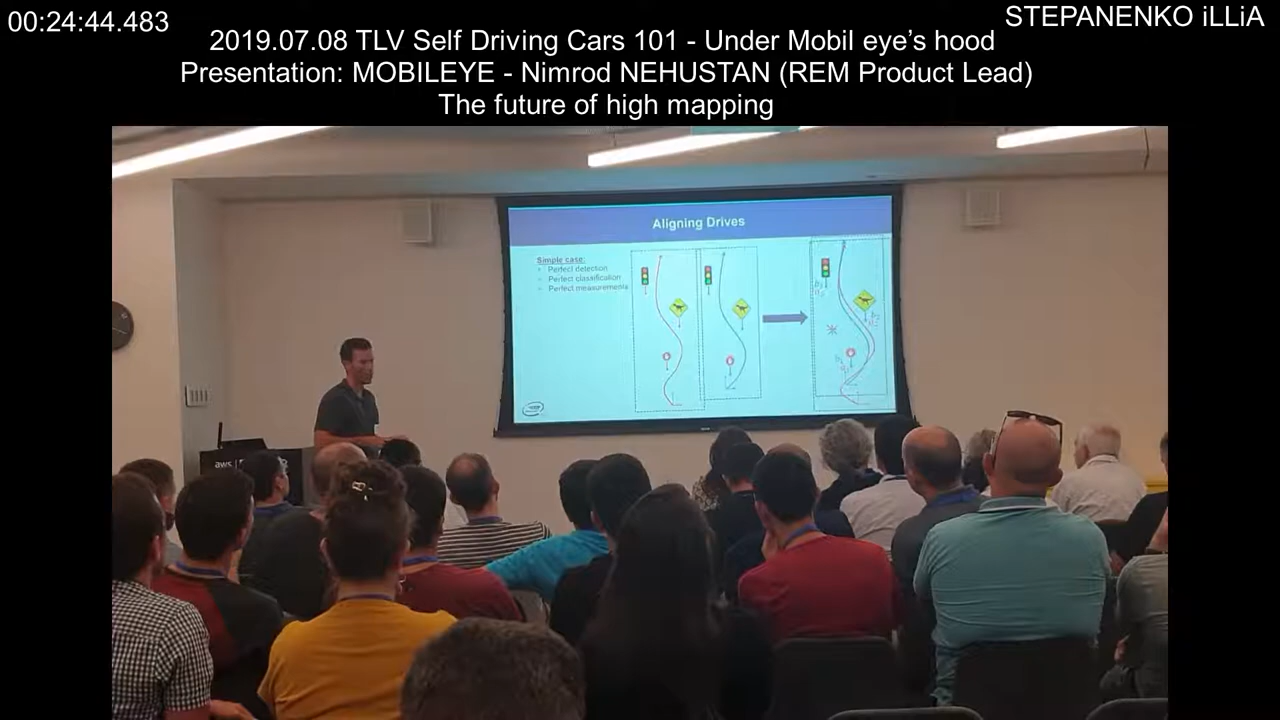 00:24:44.483
STEPANENKO iLLiA
2019.07.08 TLV Self Driving Cars 101 - Under Mobil eye’s hood
Presentation: MOBILEYE - Nimrod NEHUSTAN (REM Product Lead)
The future of high mapping
Aligning Drives
Simple case:
Perfect detection
Perfect classification
Perfect measurements
aws